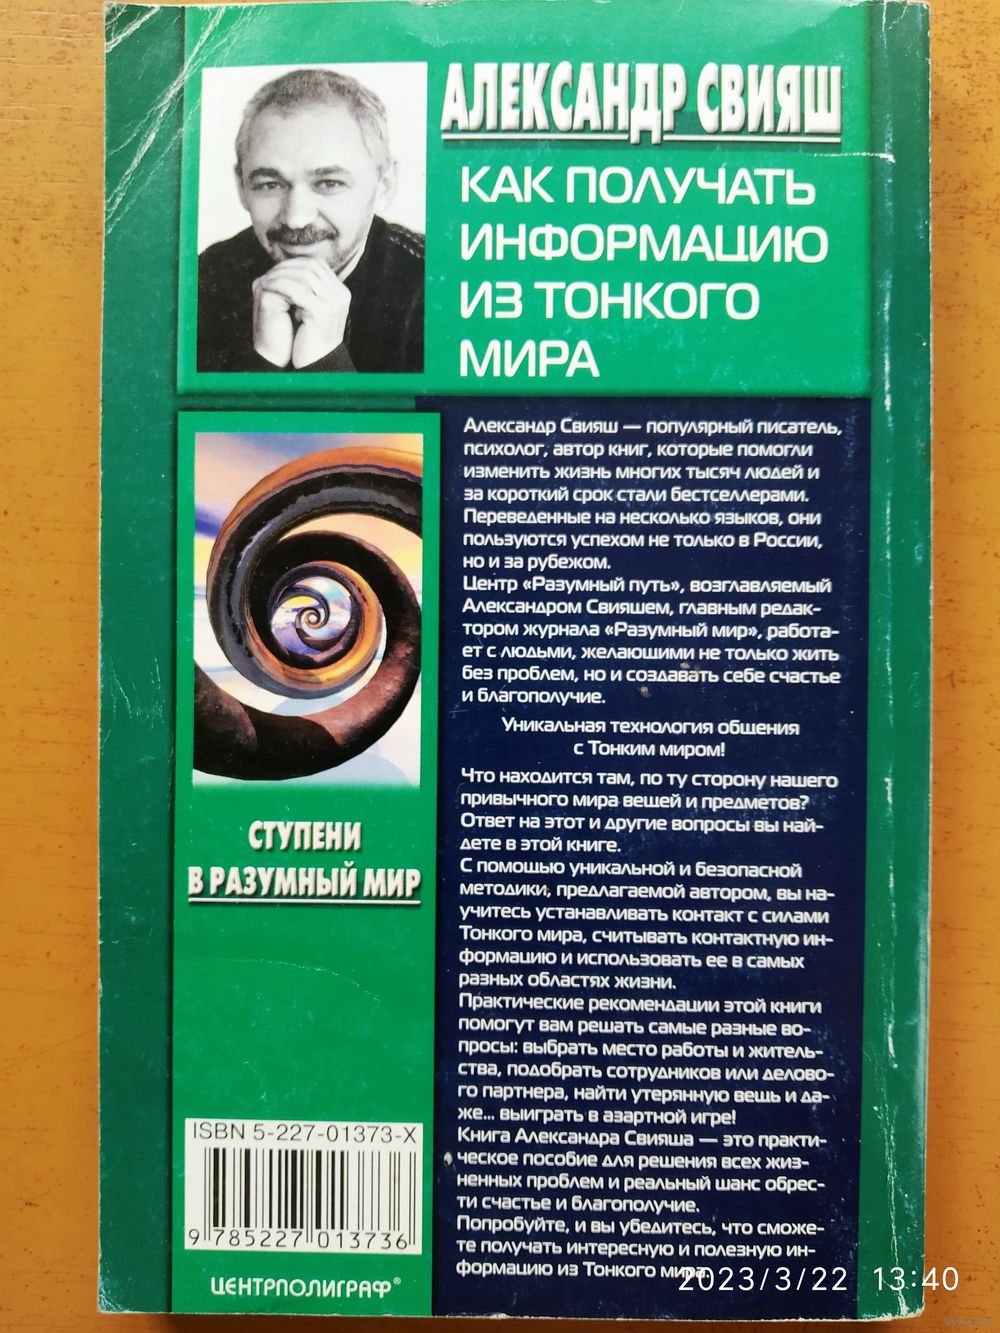 АЛЕКСАНДР СВИЯШ
КАК ПОЛУЧАТЬ
ИНФОРМАЦИЮ
ИЗ ТОНКОГО
МИРА
Александр Свияш — популярный писатель,
психолог, автор книг, которые помогли
изменить жизнь многих тысяч людей и
за короткий срок стали бестселлерами.
Переведенные на несколько языков, они
пользуются успехом не только в России,
но и за рубежом.
Центр «Разумный путь», возглавляемый
Александром Свияшем, главным редак-
тором журнала «Разумный мир», работа-
ет с людьми, желающими не только жить
без проблем, но и создавать себе счастье
и благополучие.
Уникальная технология общения
с Тонким миром!
Что находится там, по ту сторону нашего
привычного мира вещей и предметов?
Ответ на этот и другие вопросы вы най-
дете в этой книге.
С помощью уникальной и безопасной
методики, предлагаемой автором, вы на-
учитесь устанавливать контакт с силами
Тонкого мира, считывать контактную ин-
формацию и использовать ее в самых
разных областях жизни.
Практические рекомендации этой книги
помогут вам решать самые разные во-
просы: выбрать место работы и житель-
ства, подобрать сотрудников или делово-
го партнера, найти утерянную вещь и да-
же... выиграть в азартной игре!
Книга Александра Свияша — это практи-
ческое пособие для решения всех жиз-
ненных проблем и реальный шанс обрес-
ти счастье и благополучие.
Попробуйте, и вы убедитесь, что сможе-
те получать интересную и полезную ин-
формацию из Тонкого мира.
СТУПЕНИ
В РАЗУМНЫЙ МИР
ISBN 5-227-01373-X
9 785227 013736
ЦЕНТРПОЛИГРАФ®
2023/3/22 13:40